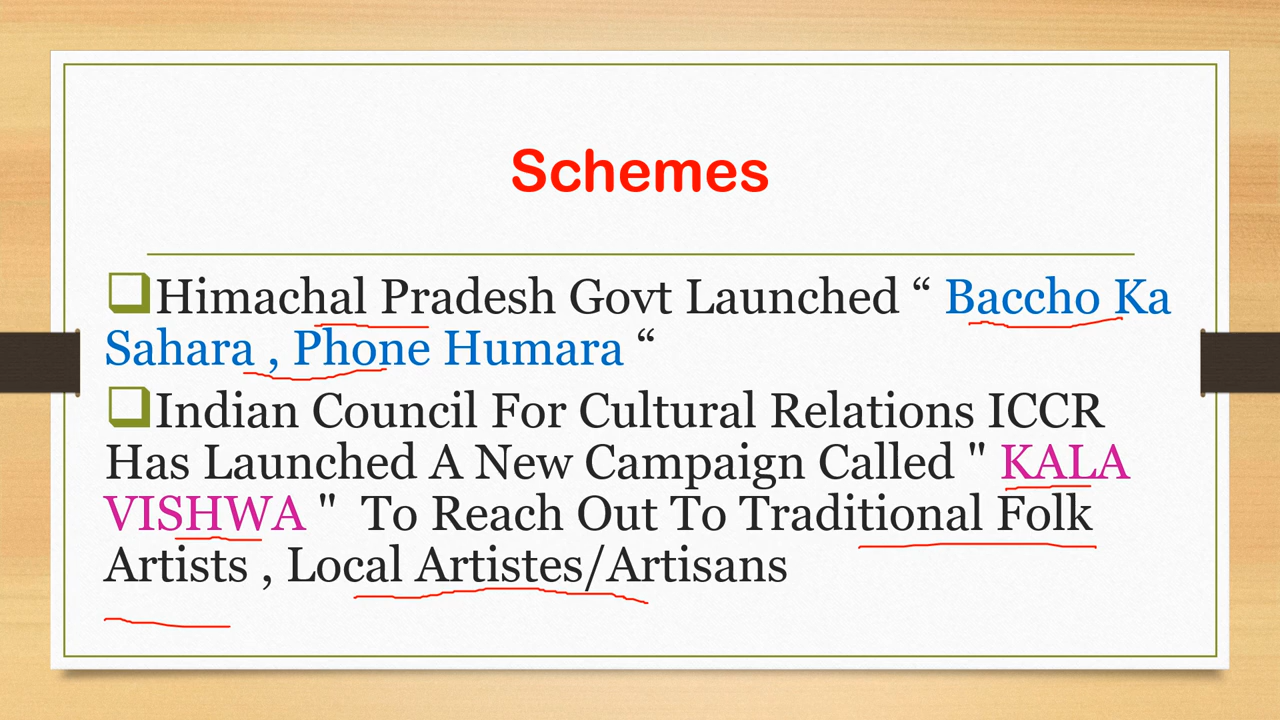 Schemes
Himachal Pradesh Govt Launched “ Baccho Ka
Sahara , Phone Humara “
Indian Council For Cultural Relations ICCR
Has Launched A New Campaign Called " KALA
VISHWA " To Reach Out To Traditional Folk
Artists , Local Artistes/Artisans